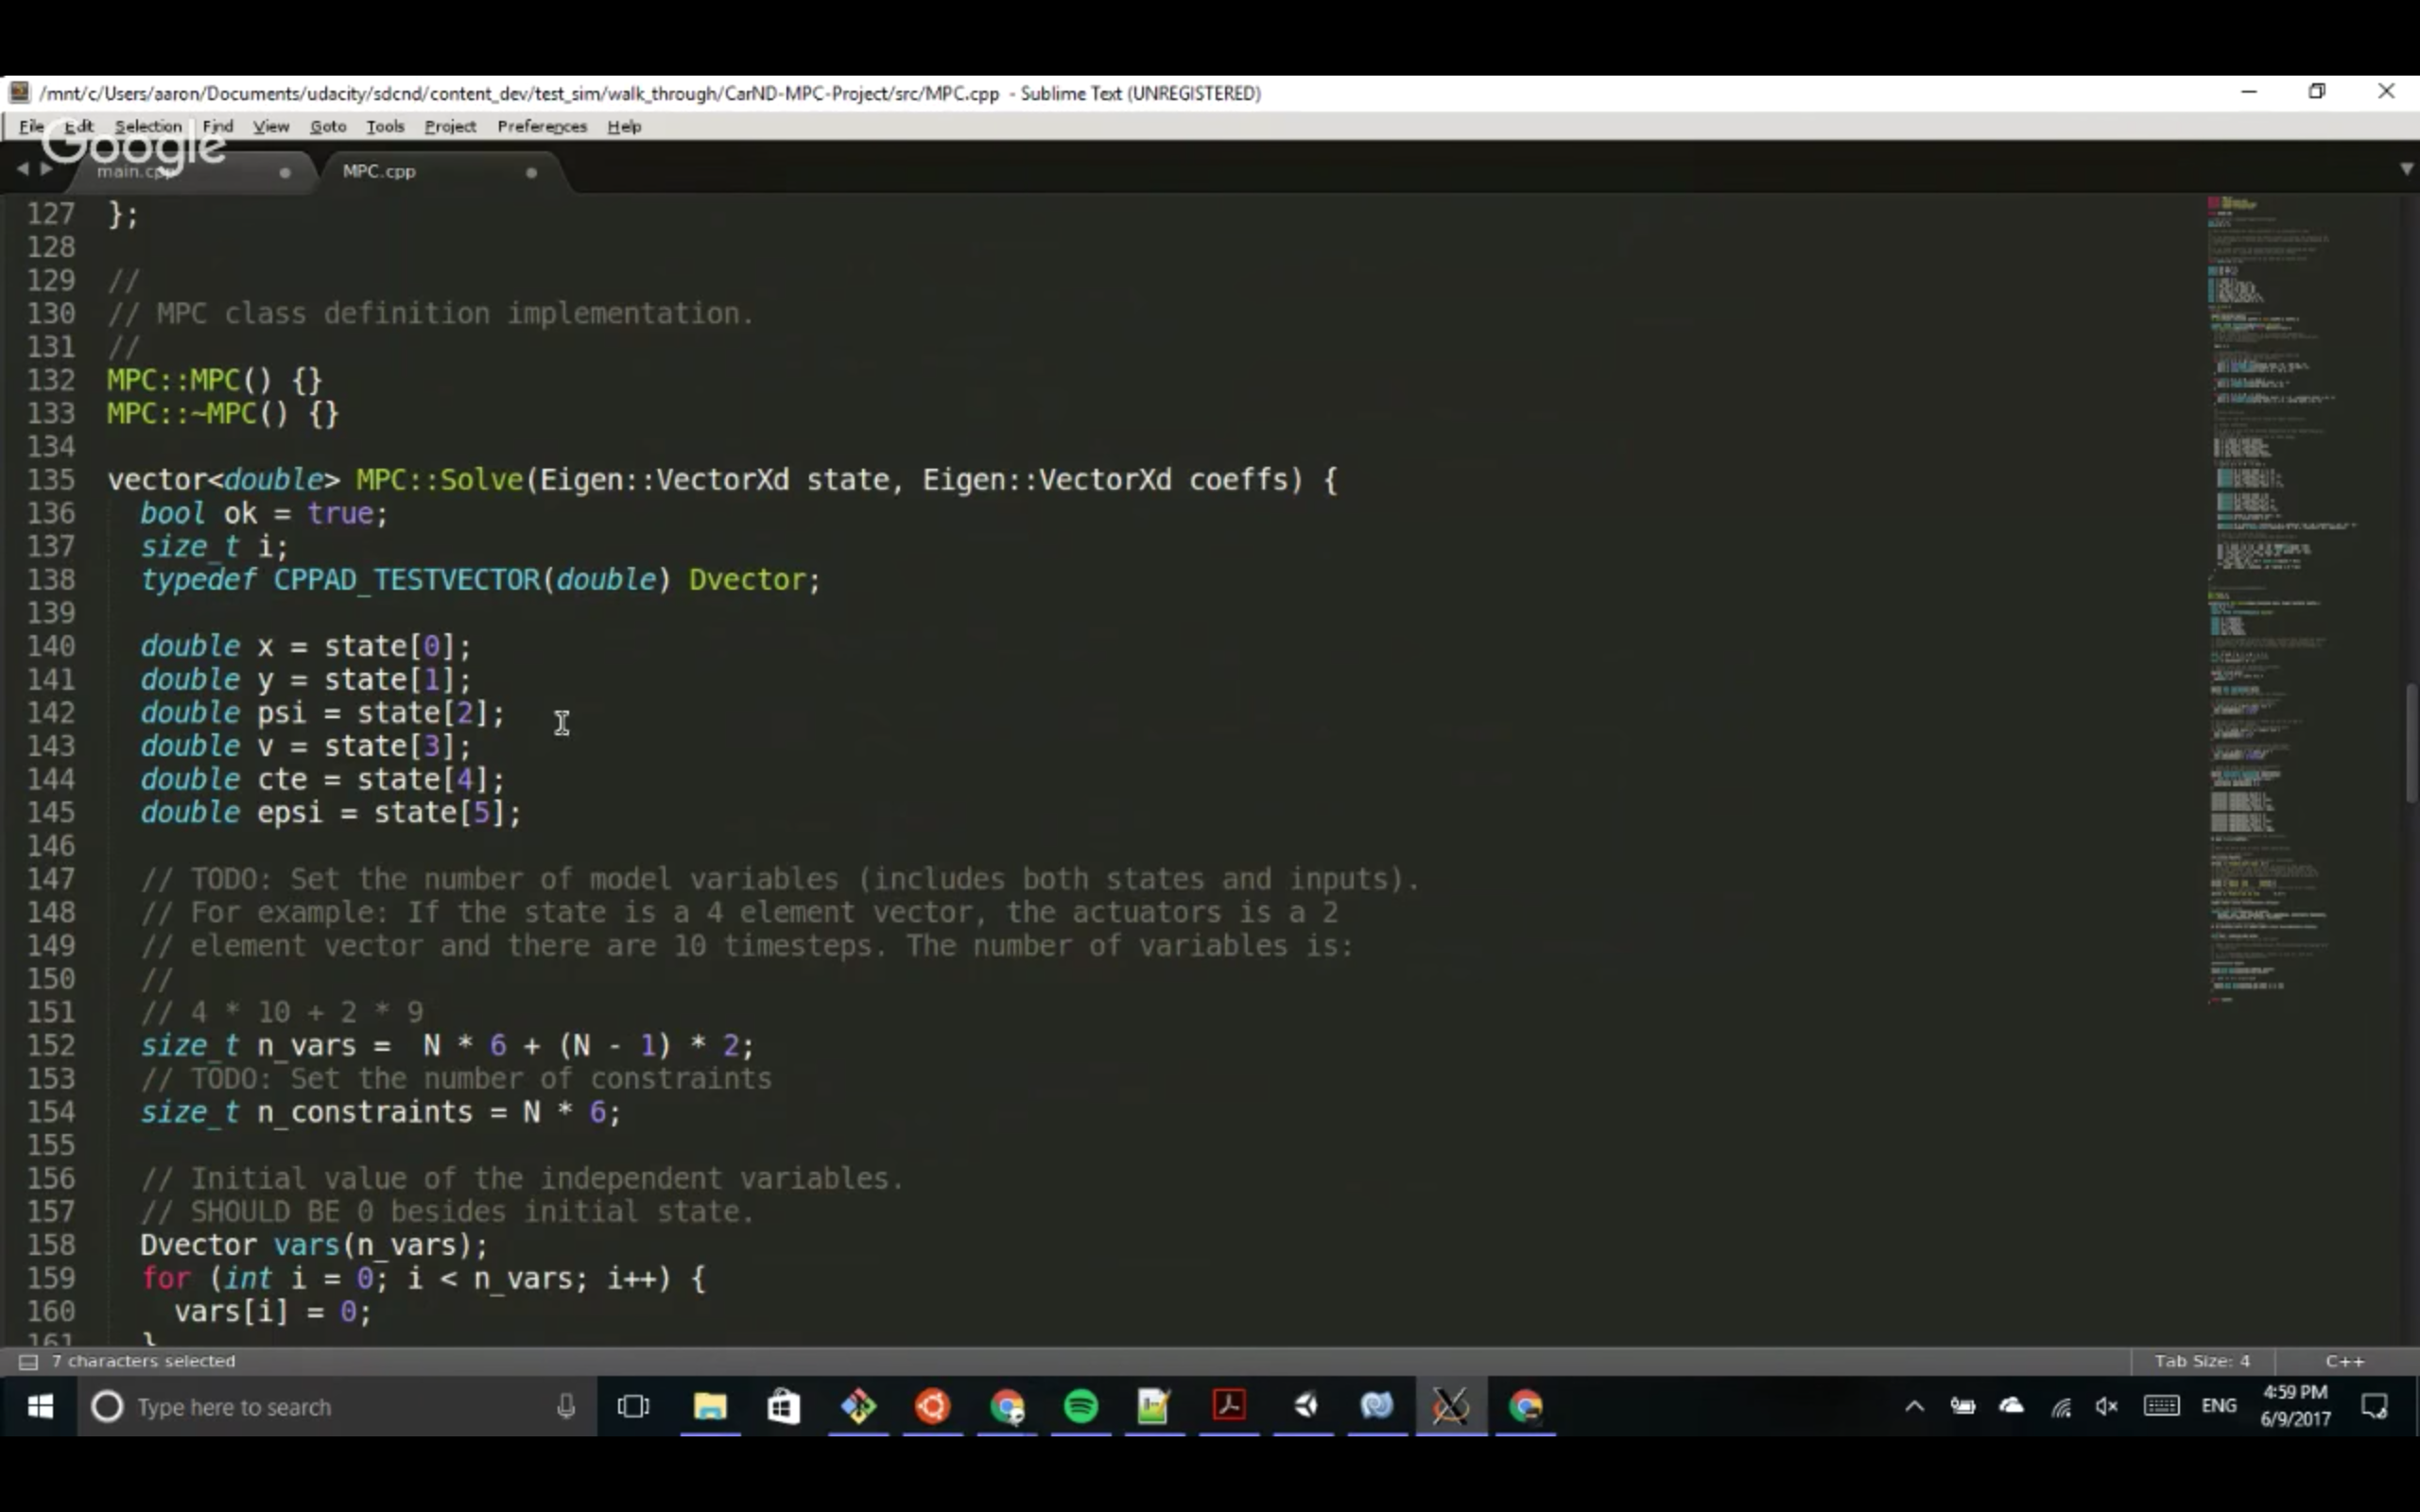 /mnt/c/Users/aaron/Documents/udacity/sdcnd/content_dev/test_sim/walk_through/CarND-MPC-Project/src/MPC.cpp - Sublime Text (UNREGISTERED)
File Edit Selection Find View Goto Tools Project Preferences Help
Google
main.cpp MPC.cpp
127 };
128
129 //
130 // MPC class definition implementation.
131 //
132 MPC::MPC() {}
133 MPC::~MPC() {}
134
135 vector<double> MPC::Solve(Eigen::VectorXd state, Eigen::VectorXd coeffs) {
136 bool ok = true;
137 size_t i;
138 typedef CPPAD_TESTVECTOR(double) Dvector;
139
140 double x = state[0];
141 double y = state[1];
142 double psi = state[2];
143 double v = state[3];
144 double cte = state[4];
145 double epsi = state[5];
146
147 // TODO: Set the number of model variables (includes both states and inputs).
148 // For example: If the state is a 4 element vector, the actuators is a 2
149 // element vector and there are 10 timesteps. The number of variables is:
150 //
151 // 4 * 10 + 2 * 9
152 size_t n_vars =  N * 6 + (N - 1) * 2;
153 // TODO: Set the number of constraints
154 size_t n_constraints = N * 6;
155
156 // Initial value of the independent variables.
157 // SHOULD BE 0 besides initial state.
158 Dvector vars(n_vars);
159 for (int i = 0; i < n_vars; i++) {
160 vars[i] = 0;
161 }
7 characters selected Tab Size: 4 C++
Type here to search ENG 4:59 PM
6/9/2017